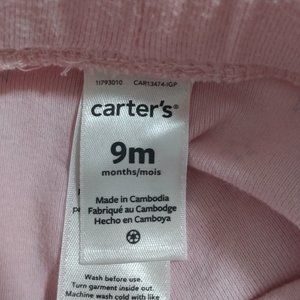 11793010 CAR13474-IGP
carter's®
9m
months/mois
Made in Cambodia
Fabriqué au Cambodge
Hecho en Camboya
Wash before use.
Turn garment inside out.
Machine wash cold with like